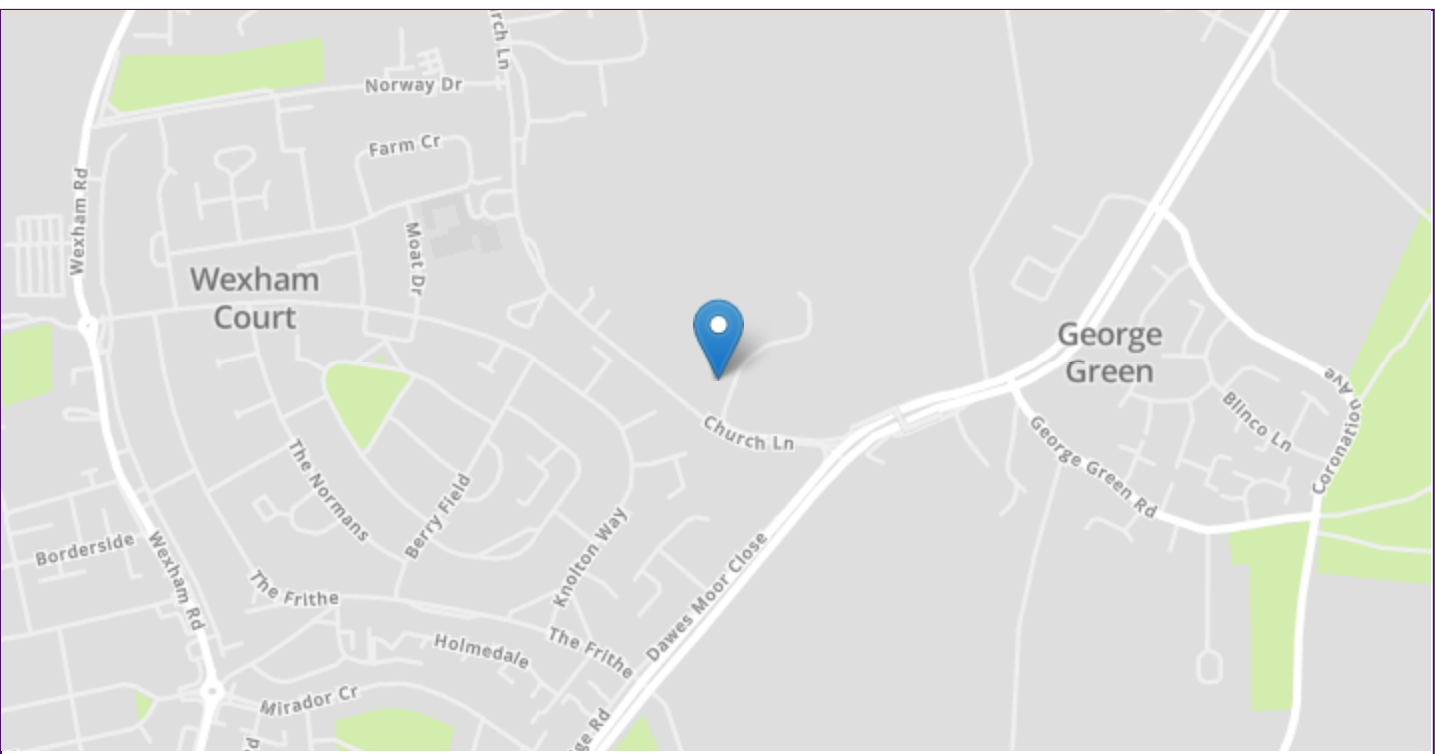 rch Ln
Norway Dr
Farm Cr
Wexham Rd
Moat Dr
Wexham
Court
George
Green
Coronation Ave
Blinco Ln
Church Ln
George Green Rd
The Normans
Berry Field
Knolton Way
Borderside
Wexham Rd
Dawes Moor Close
The Frithe
The Frithe
Holmedale
Mirador Cr
ge Rd